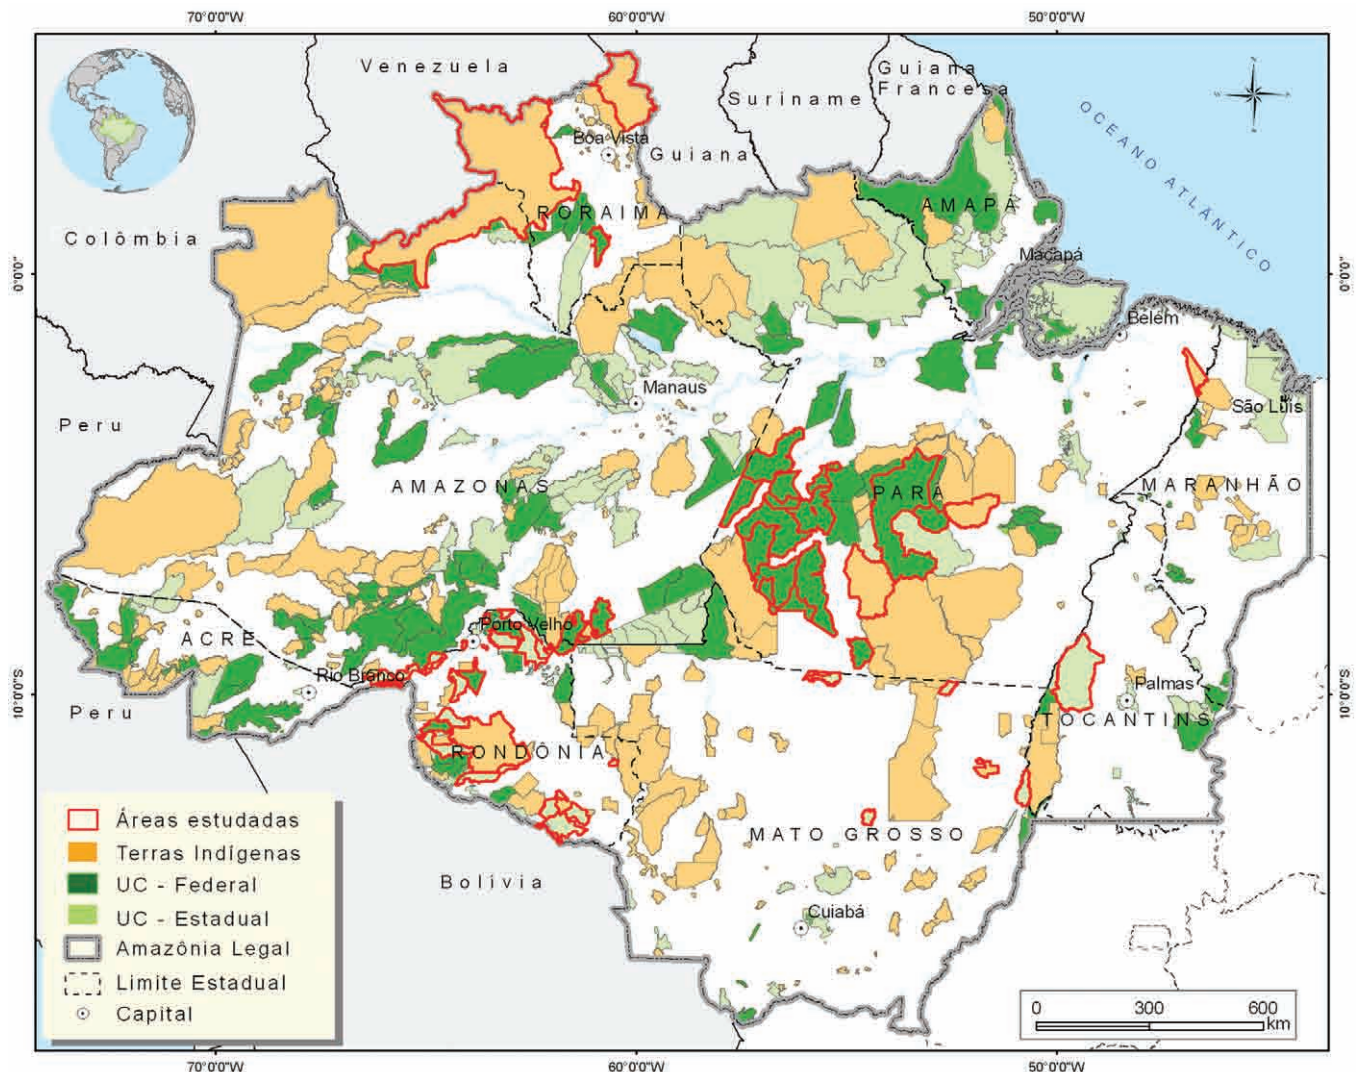 70°0'0"W
60°0'0"W
50°0'0"W
Venezuela
Guiana
Francesa
Suriname
Boa Vista
Guiana
OCEANO ATLÂNTICO
RORAIMA
AMAPÁ
Colômbia
Macapá
0°0'0"
0°0'0"
Belém
Manaus
São Luís
Peru
AMAZONAS
PARÁ
MARANHÃO
Porto Velho
ACRE
Rio Branco
Palmas
10°0'0"S
10°0'0"S
Peru
TOCANTINS
RONDÔNIA
MATO GROSSO
Bolívia
Cuiabá
Áreas estudadas
Terras Indígenas
UC - Federal
UC - Estadual
Amazônia Legal
Limite Estadual
Capital
0 300 600
km
70°0'0"W
60°0'0"W
50°0'0"W